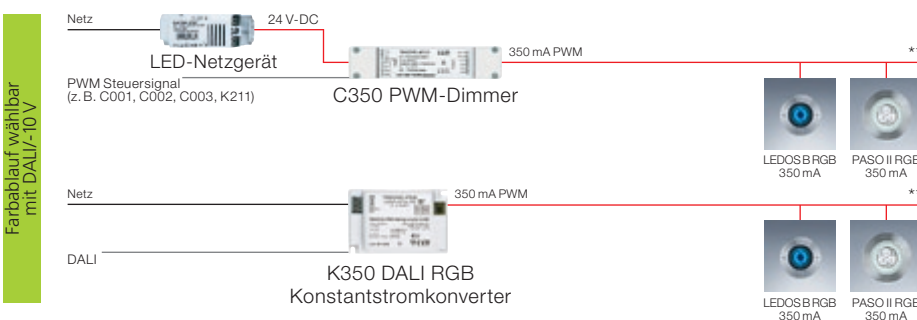 Farbablauf wählbar
mit DALI/-10 V
Netz
24 V-DC
LED-Netzgerät
350 mA PWM
**
PWM Steuersignal
(z. B. C001, C002, C003, K211)
C350 PWM-Dimmer
LEDOS B RGB
350 mA
PASO II RGB
350 mA
Netz
350 mA PWM
**
DALI
K350 DALI RGB
Konstantstromkonverter
LEDOS B RGB
350 mA
PASO II RGB
350 mA